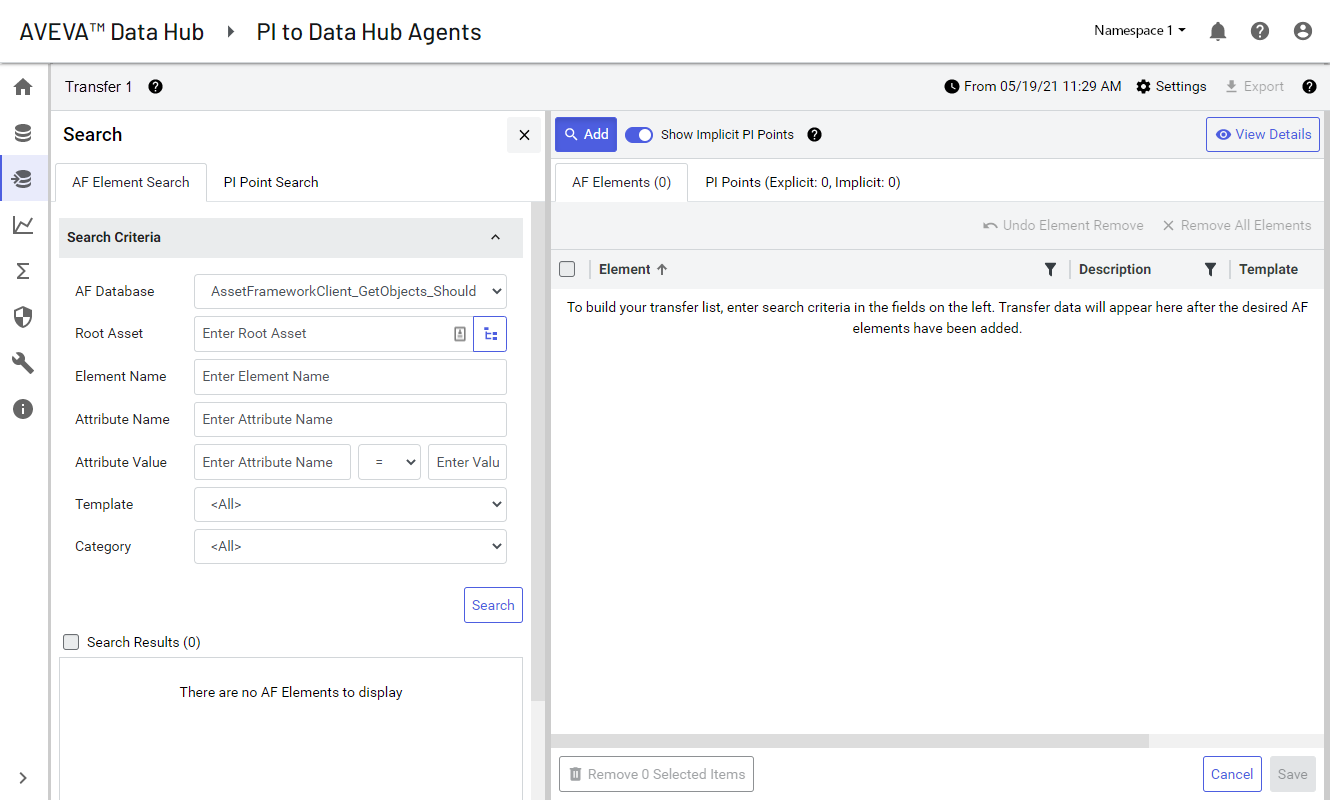 AVEVA™ Data Hub PI to Data Hub Agents
Namespace 1
Transfer 1
From 05/19/21 11:29 AM Settings Export
Search
Add Show Implicit PI Points View Details
AF Element Search PI Point Search
AF Elements (0) PI Points (Explicit: 0, Implicit: 0)
Undo Element Remove Remove All Elements
Search Criteria
Element Description Template
To build your transfer list, enter search criteria in the fields on the left. Transfer data will appear here after the desired AF
elements have been added.
AF Database AssetFrameworkClient_GetObjects_Should
Root Asset Enter Root Asset
Element Name Enter Element Name
Attribute Name Enter Attribute Name
Attribute Value Enter Attribute Name = Enter Valu
Template <All>
Category <All>
Search
Search Results (0)
There are no AF Elements to display
Remove 0 Selected Items Cancel Save